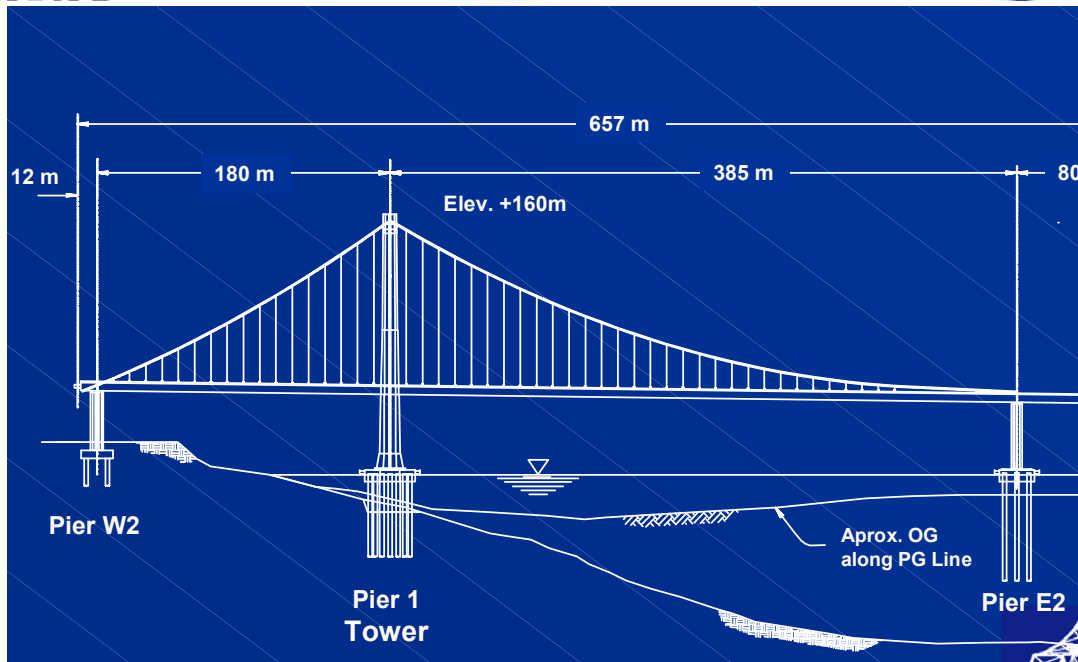 657 m
12 m
180 m
385 m
80
Elev. +160m
Aprox. OG
along PG Line
Pier W2
Pier 1
Tower
Pier E2